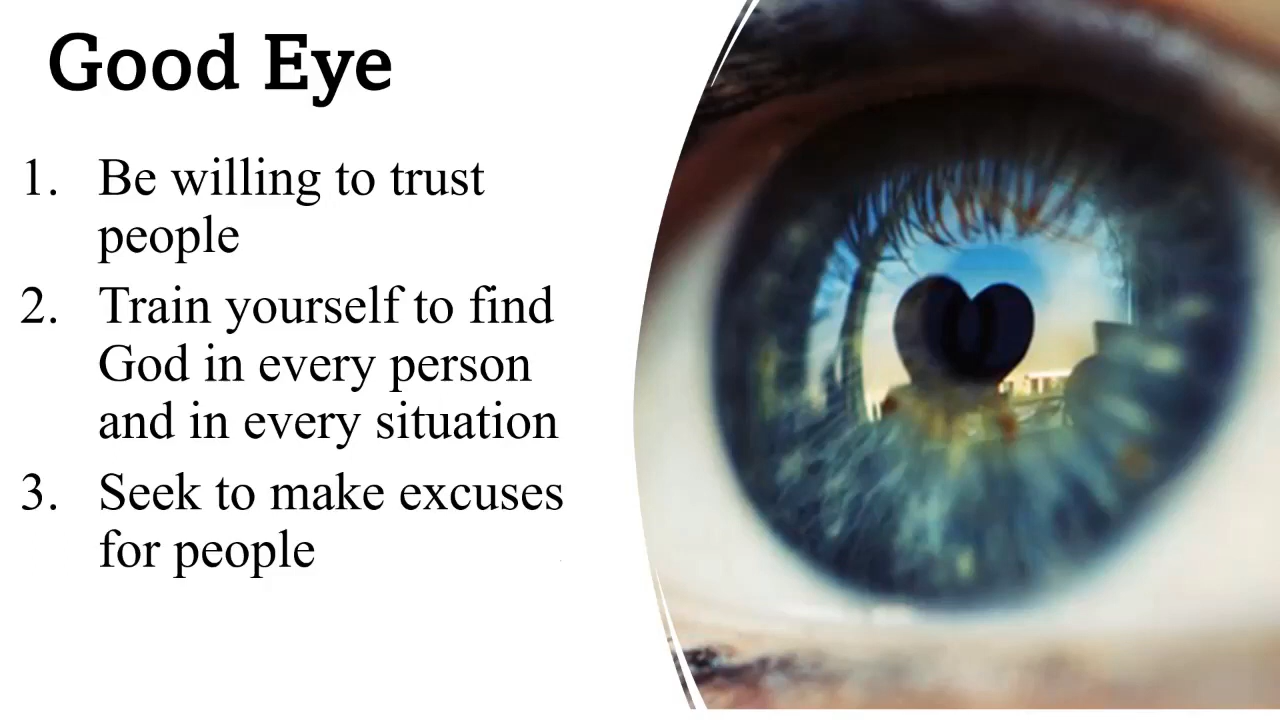 Good Eye
1. Be willing to trust
people
2. Train yourself to find
God in every person
and in every situation
3. Seek to make excuses
for people